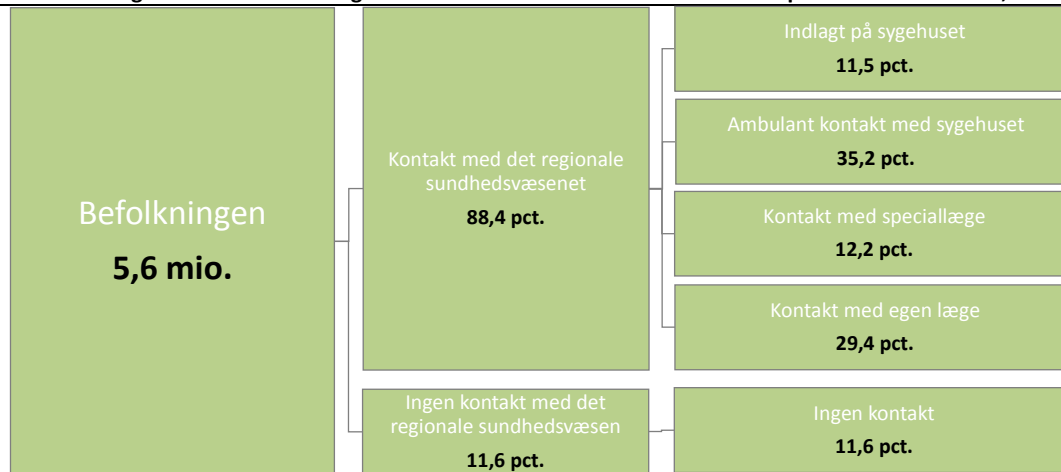 Befolkningen
5,6 mio.
Kontakt med det regionale
sundhedsvæsenet
88,4 pct.
Ingen kontakt med det
regionale sundhedsvæsen
11,6 pct.
Indlagt på sygehuset
11,5 pct.
Ambulant kontakt med sygehuset
35,2 pct.
Kontakt med speciallæge
12,2 pct.
Kontakt med egen læge
29,4 pct.
Ingen kontakt
11,6 pct.